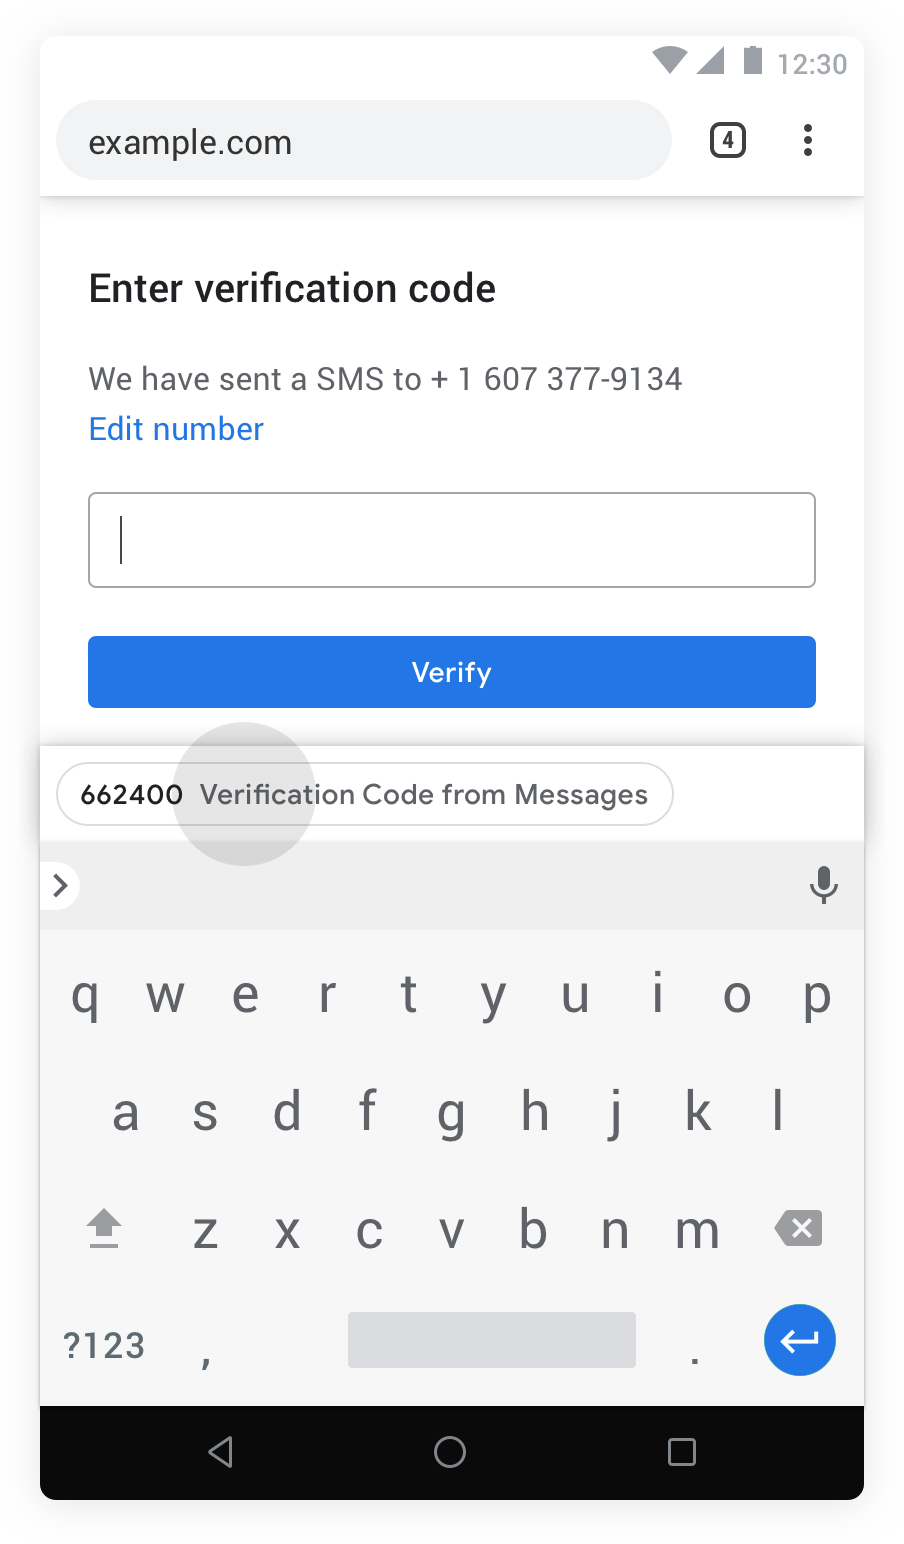 12:30
example.com 4
Enter verification code
We have sent a SMS to + 1 607 377-9134
Edit number
Verify
662400 Verification Code from Messages
q w e r t y u i o p
a s d f g h j k l
z x c v b n m
?123 , .